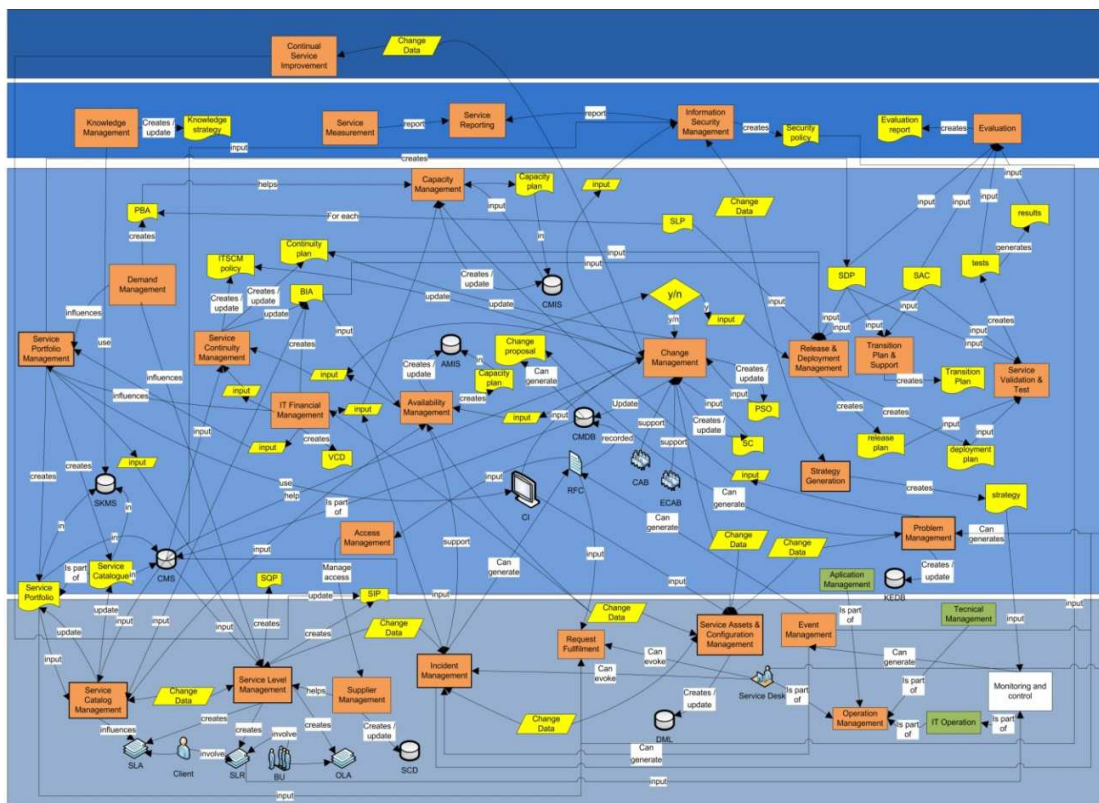 Continual
Service
Improvement
Change
Data
Knowledge
Management
Creates /
update
Knowledge
strategy
Service
Measurement
report
Service
Reporting
report
Information
Security
Management
creates
Security
policy
Evaluation
report
creates
Evaluation
input
creates
Capacity
Management
Capacity
plan
input
input
Change
Data
input
input
input
input
PBA
helps
For each
SLP
in
results
generates
creates
ITSCM
policy
Continuity
plan
input
input
SDP
SAC
tests
Demand
Management
Creates /
update
Creates /
update
BIA
Creates /
update
CMIS
update
update
y/n
y
y/n
input
input
input
input
input
input
input
creates
influences
Service
Portfolio
Management
use
Service
Continuity
Management
creates
input
input
AMIS
Creates /
update
in
Capacity
plan
Change
proposal
Can
generate
Change
Management
Release &
Deployment
Management
Transition
Plan &
Support
Service
Validation &
Test
influences
influences
IT Financial
Management
input
input
input
Availability
Management
creates
input
input
Creates /
update
PSO
creates
Transition
Plan
creates
VCD
CMDB
Update
recorded
support
support
Creates /
update
SC
creates
release
plan
creates
input
deployment
plan
input
input
creates
creates
input
SKMS
use
help
input
CI
RFC
CAB
ECAB
input
Can
generate
Strategy
Generation
creates
strategy
in
in
Is part
of
Access
Management
Can
generate
Change
Data
Change
Data
Problem
Management
Can
generates
Service
Portfolio
Is part
of
Service
Catalogue
in
CMS
input
Manage
access
support
Can
generate
input
input
Aplication
Management
KEDB
Creates /
update
SQP
update
SIP
input
update
update
input
input
input
creates
creates
Change
Data
Request
Fullfilment
Change
Data
Service Assets &
Configuration
Management
Is part
of
Event
Management
Tecnical
Management
input
input
Service
Catalog
Management
Change
Data
Service Level
Management
helps
Supplier
Management
Incident
Management
Can
evoke
Can
evoke
Service Desk
Is part
of
Can
generate
Is part
of
Monitoring and
control
influences
creates
creates
creates
Creates /
update
Change
Data
Creates /
update
Operation
Management
Is part
of
IT Operation
Is part
of
SLA
Client
involve
SLR
involve
BU
OLA
SCD
DML
Can
generate
input
input